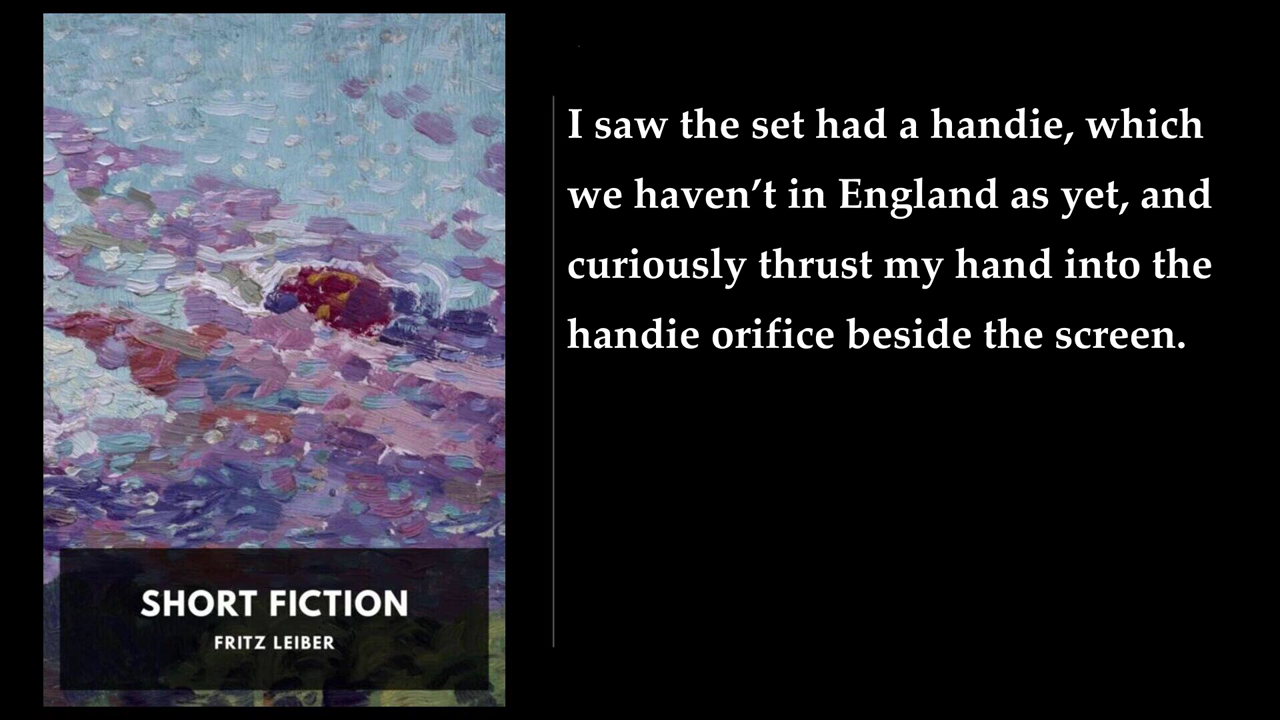 SHORT FICTION
FRITZ LEIBER
I saw the set had a handie, which
we haven’t in England as yet, and
curiously thrust my hand into the
handie orifice beside the screen.